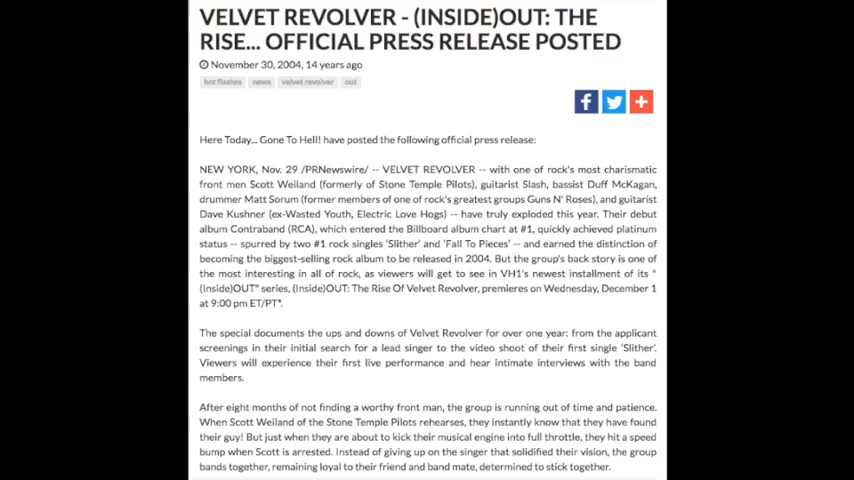 VELVET REVOLVER - (INSIDE)OUT: THE
RISE... OFFICIAL PRESS RELEASE POSTED
November 30, 2004, 14 years ago
hot flashes news velvet revolver out
Here Today... Gone To Hell! have posted the following official press release:
NEW YORK, Nov. 29 /PRNewswire/ -- VELVET REVOLVER -- with one of rock's most charismatic
front men Scott Weiland (formerly of Stone Temple Pilots), guitarist Slash, bassist Duff McKagan,
drummer Matt Sorum (former members of one of rock's greatest groups Guns N' Roses), and guitarist
Dave Kushner (ex-Wasted Youth, Electric Love Hogs) -- have truly exploded this year. Their debut
album Contraband (RCA), which entered the Billboard album chart at #1, quickly achieved platinum
status -- spurred by two #1 rock singles 'Slither' and 'Fall To Pieces' -- and earned the distinction of
becoming the biggest-selling rock album to be released in 2004. But the group's back story is one of
the most interesting in all of rock, as viewers will get to see in VH1's newest installment of its "
(Inside)OUT" series, (Inside)OUT: The Rise Of Velvet Revolver, premieres on Wednesday, December 1
at 9:00 pm ET/PT*.
The special documents the ups and downs of Velvet Revolver for over one year: from the applicant
screenings in their initial search for a lead singer to the video shoot of their first single 'Slither'.
Viewers will experience their first live performance and hear intimate interviews with the band
members.
After eight months of not finding a worthy front man, the group is running out of time and patience.
When Scott Weiland of the Stone Temple Pilots rehearses, they instantly know that they have found
their guy! But just when they are about to kick their musical engine into full throttle, they hit a speed
bump when Scott is arrested. Instead of giving up on the singer that solidified their vision, the group
bands together, remaining loyal to their friend and band mate, determined to stick together.